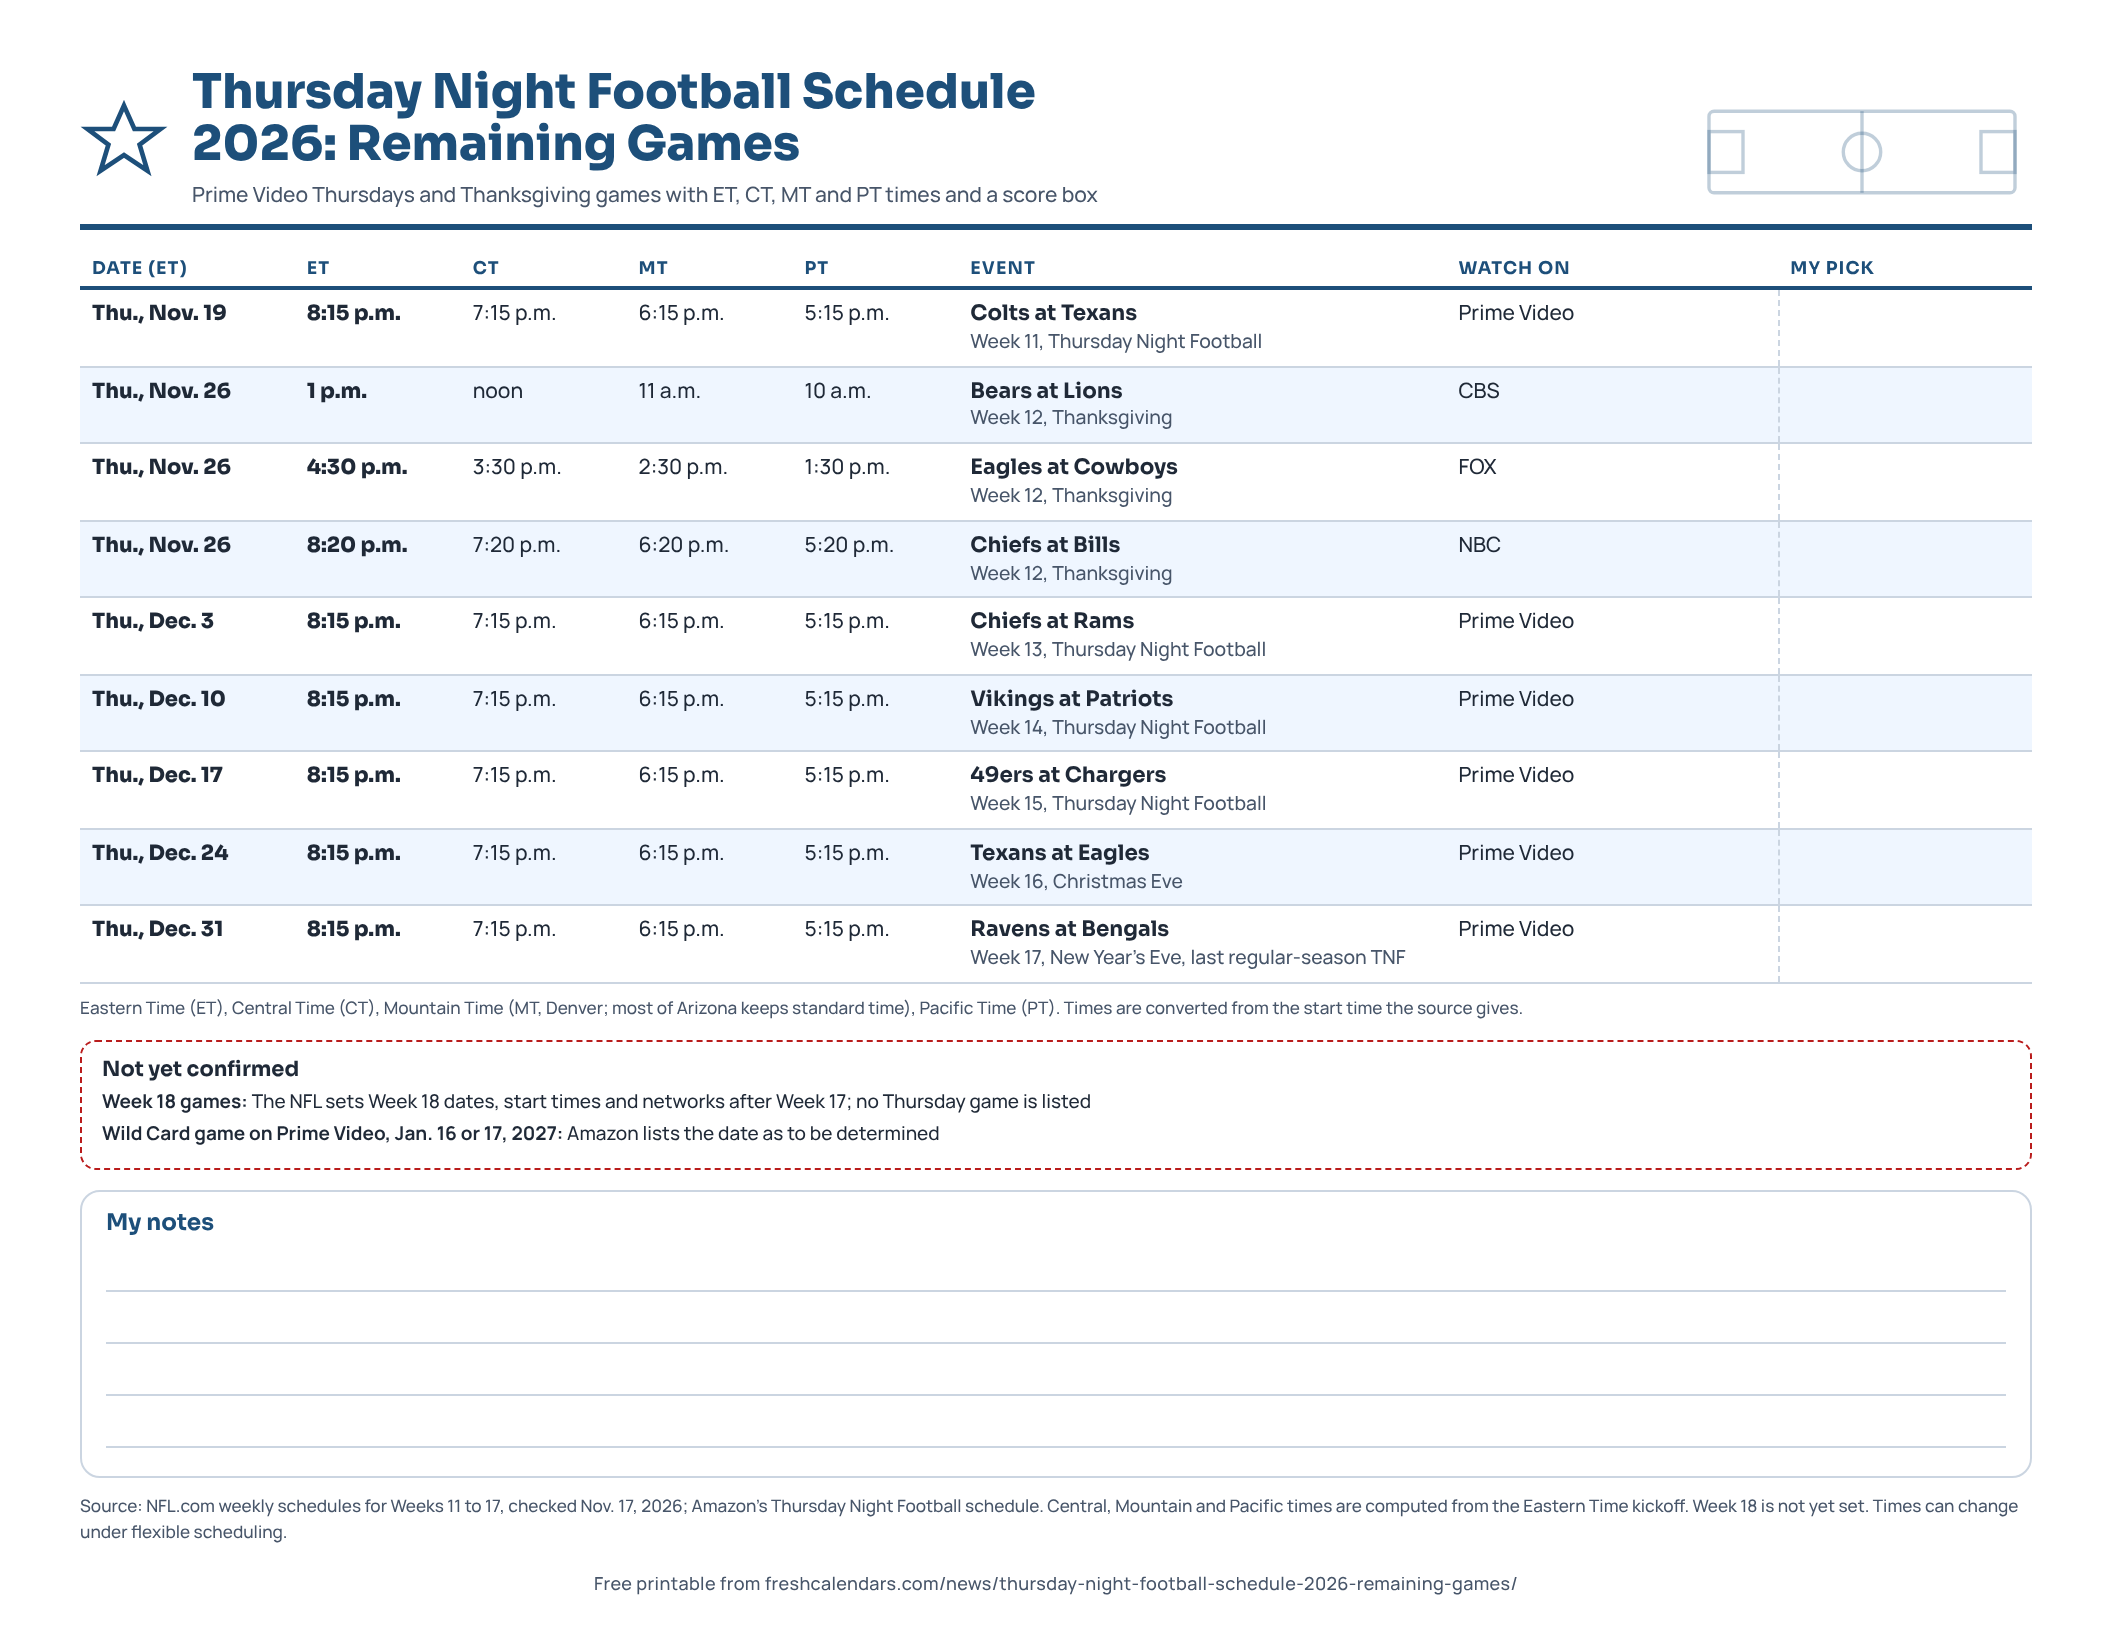 Thursday Night Football Schedule
2026: Remaining Games
Prime Video Thursdays and Thanksgiving games with ET, CT, MT and PT times and a score box
DATE (ET) ET CT MT PT EVENT WATCH ON MY PICK
Thu., Nov. 19 8:15 p.m. 7:15 p.m. 6:15 p.m. 5:15 p.m. Colts at Texans Prime Video
Week 11, Thursday Night Football
Thu., Nov. 26 1 p.m. noon 11 a.m. 10 a.m. Bears at Lions CBS
Week 12, Thanksgiving
Thu., Nov. 26 4:30 p.m. 3:30 p.m. 2:30 p.m. 1:30 p.m. Eagles at Cowboys FOX
Week 12, Thanksgiving
Thu., Nov. 26 8:20 p.m. 7:20 p.m. 6:20 p.m. 5:20 p.m. Chiefs at Bills NBC
Week 12, Thanksgiving
Thu., Dec. 3 8:15 p.m. 7:15 p.m. 6:15 p.m. 5:15 p.m. Chiefs at Rams Prime Video
Week 13, Thursday Night Football
Thu., Dec. 10 8:15 p.m. 7:15 p.m. 6:15 p.m. 5:15 p.m. Vikings at Patriots Prime Video
Week 14, Thursday Night Football
Thu., Dec. 17 8:15 p.m. 7:15 p.m. 6:15 p.m. 5:15 p.m. 49ers at Chargers Prime Video
Week 15, Thursday Night Football
Thu., Dec. 24 8:15 p.m. 7:15 p.m. 6:15 p.m. 5:15 p.m. Texans at Eagles Prime Video
Week 16, Christmas Eve
Thu., Dec. 31 8:15 p.m. 7:15 p.m. 6:15 p.m. 5:15 p.m. Ravens at Bengals Prime Video
Week 17, New Year's Eve, last regular-season TNF
Eastern Time (ET), Central Time (CT), Mountain Time (MT, Denver; most of Arizona keeps standard time), Pacific Time (PT). Times are converted from the start time the source gives.
Not yet confirmed
Week 18 games: The NFL sets Week 18 dates, start times and networks after Week 17; no Thursday game is listed
Wild Card game on Prime Video, Jan. 16 or 17, 2027: Amazon lists the date as to be determined
My notes
Source: NFL.com weekly schedules for Weeks 11 to 17, checked Nov. 17, 2026; Amazon's Thursday Night Football schedule. Central, Mountain and Pacific times are computed from the Eastern Time kickoff. Week 18 is not yet set. Times can change
under flexible scheduling.
Free printable from freshcalendars.com/news/thursday-night-football-schedule-2026-remaining-games/